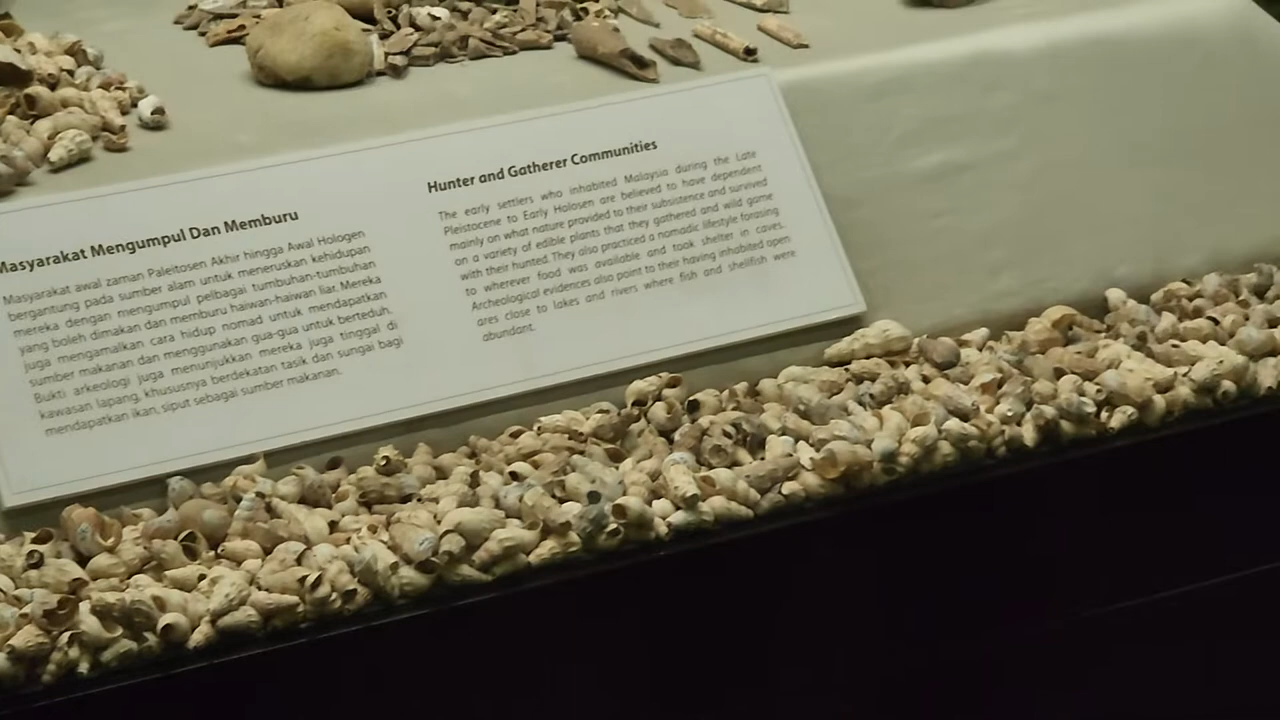 Masyarakat Mengumpul Dan Memburu
Masyarakat awal zaman Paleitosen Akhir hingga Awal Hologen
bergantung pada sumber alam untuk meneruskan kehidupan
mereka dengan mengumpul pelbagai tumbuhan-tumbuhan
yang boleh dimakan dan memburu haiwan-haiwan liar. Mereka
juga mengamalkan cara hidup nomad untuk mendapatkan
sumber makanan dan menggunakan gua-gua untuk berteduh.
Bukti arkeologi juga menunjukkan mereka juga tinggal di
kawasan lapang, khususnya berdekatan tasik dan sungai bagi
mendapatkan ikan, siput sebagai sumber makanan.
Hunter and Gatherer Communities
The early settlers who inhabited Malaysia during the Late
Pleistocene to Early Holosen are believed to have dependent
mainly on what nature provided to their subsistence and survived
on a variety of edible plants that they gathered and wild game
with their hunted. They also practiced a nomadic lifestyle forasing
to wherever food was available and took shelter in caves.
Archeological evidences also point to their having inhabited open
ares close to lakes and rivers where fish and shellfish were
abundant.